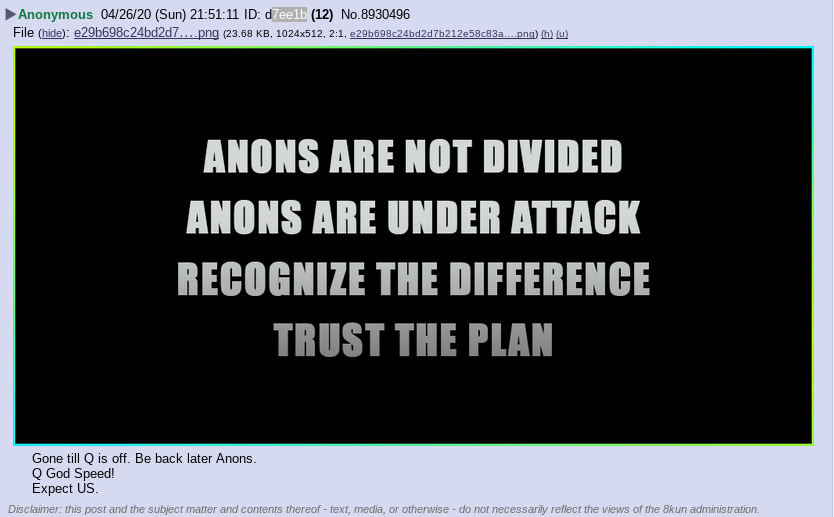 ▶Anonymous 04/26/20 (Sun) 21:51:11 ID: d7ee1b (12) No.8930496
File (hide): e29b698c24bd2d7….png (23.68 KB, 1024x512, 2:1, e29b698c24bd2d7b212e58c83a….png) (h) (u)
ANONS ARE NOT DIVIDED
ANONS ARE UNDER ATTACK
RECOGNIZE THE DIFFERENCE
TRUST THE PLAN
Gone till Q is off. Be back later Anons.
Q God Speed!
Expect US.
Disclaimer: this post and the subject matter and contents thereof - text, media, or otherwise - do not necessarily reflect the views of the 8kun administration.